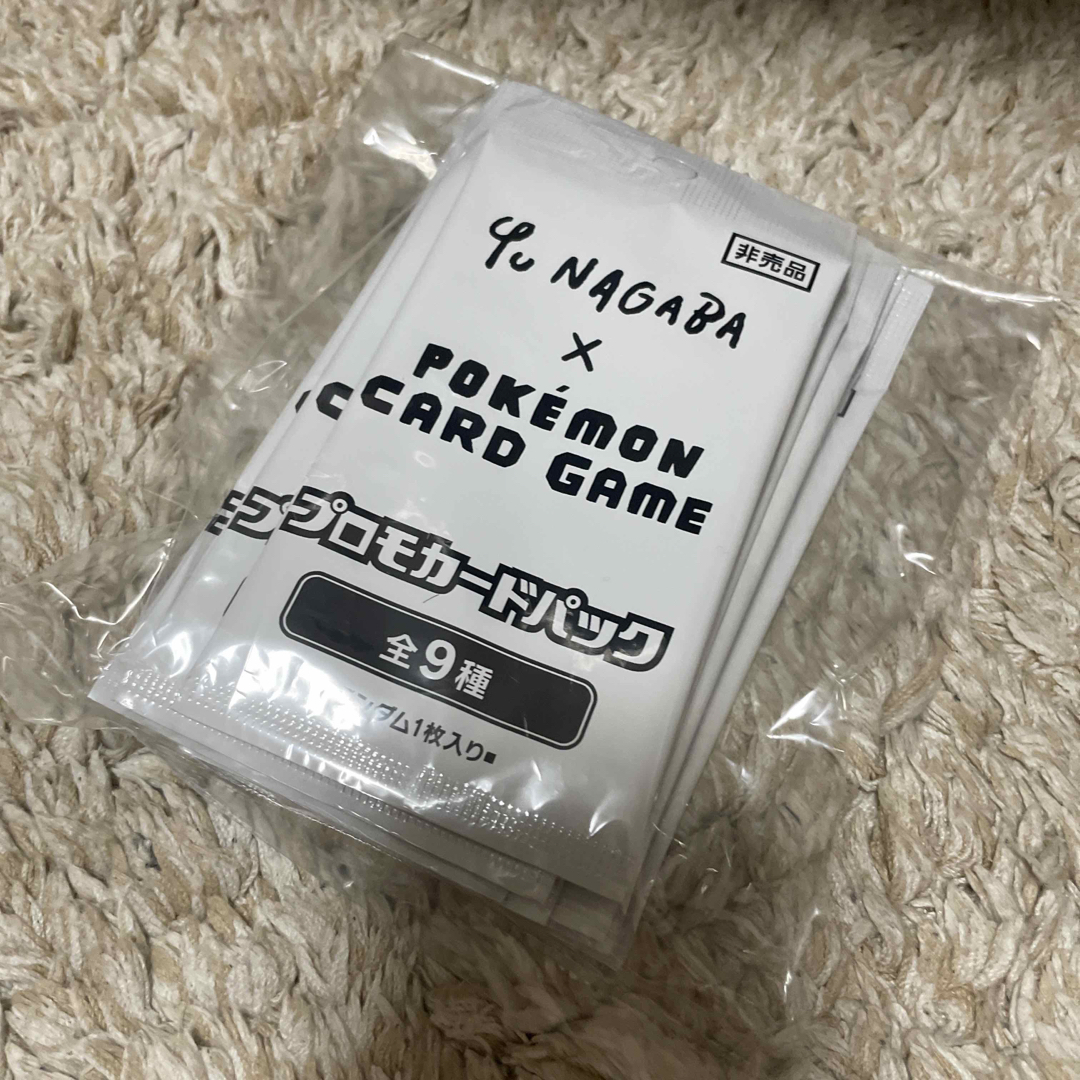 Yu NAGABA
非売品
×
POKÉMON
CARD GAME
プロモカードパック
全9種
ンダム1枚入り